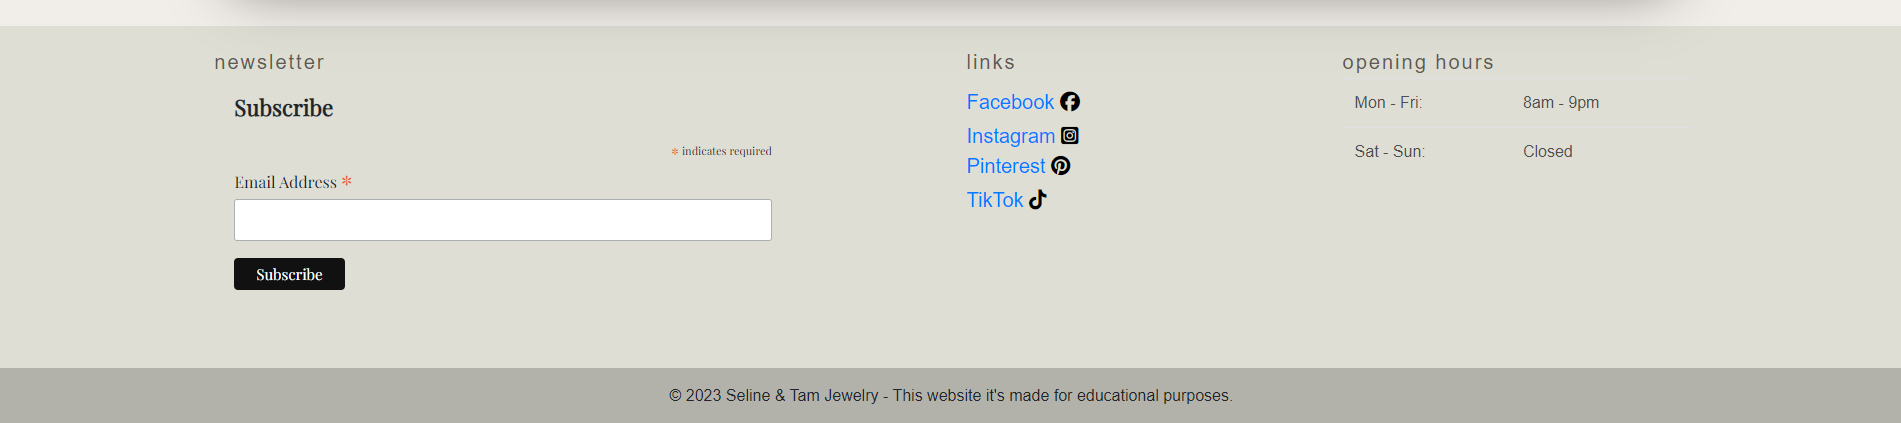 newsletter
Subscribe
* indicates required
Email Address *
Subscribe
links
Facebook
Instagram
Pinterest
TikTok
opening hours
Mon - Fri: 8am - 9pm
Sat - Sun: Closed
© 2023 Seline & Tam Jewelry - This website it's made for educational purposes.